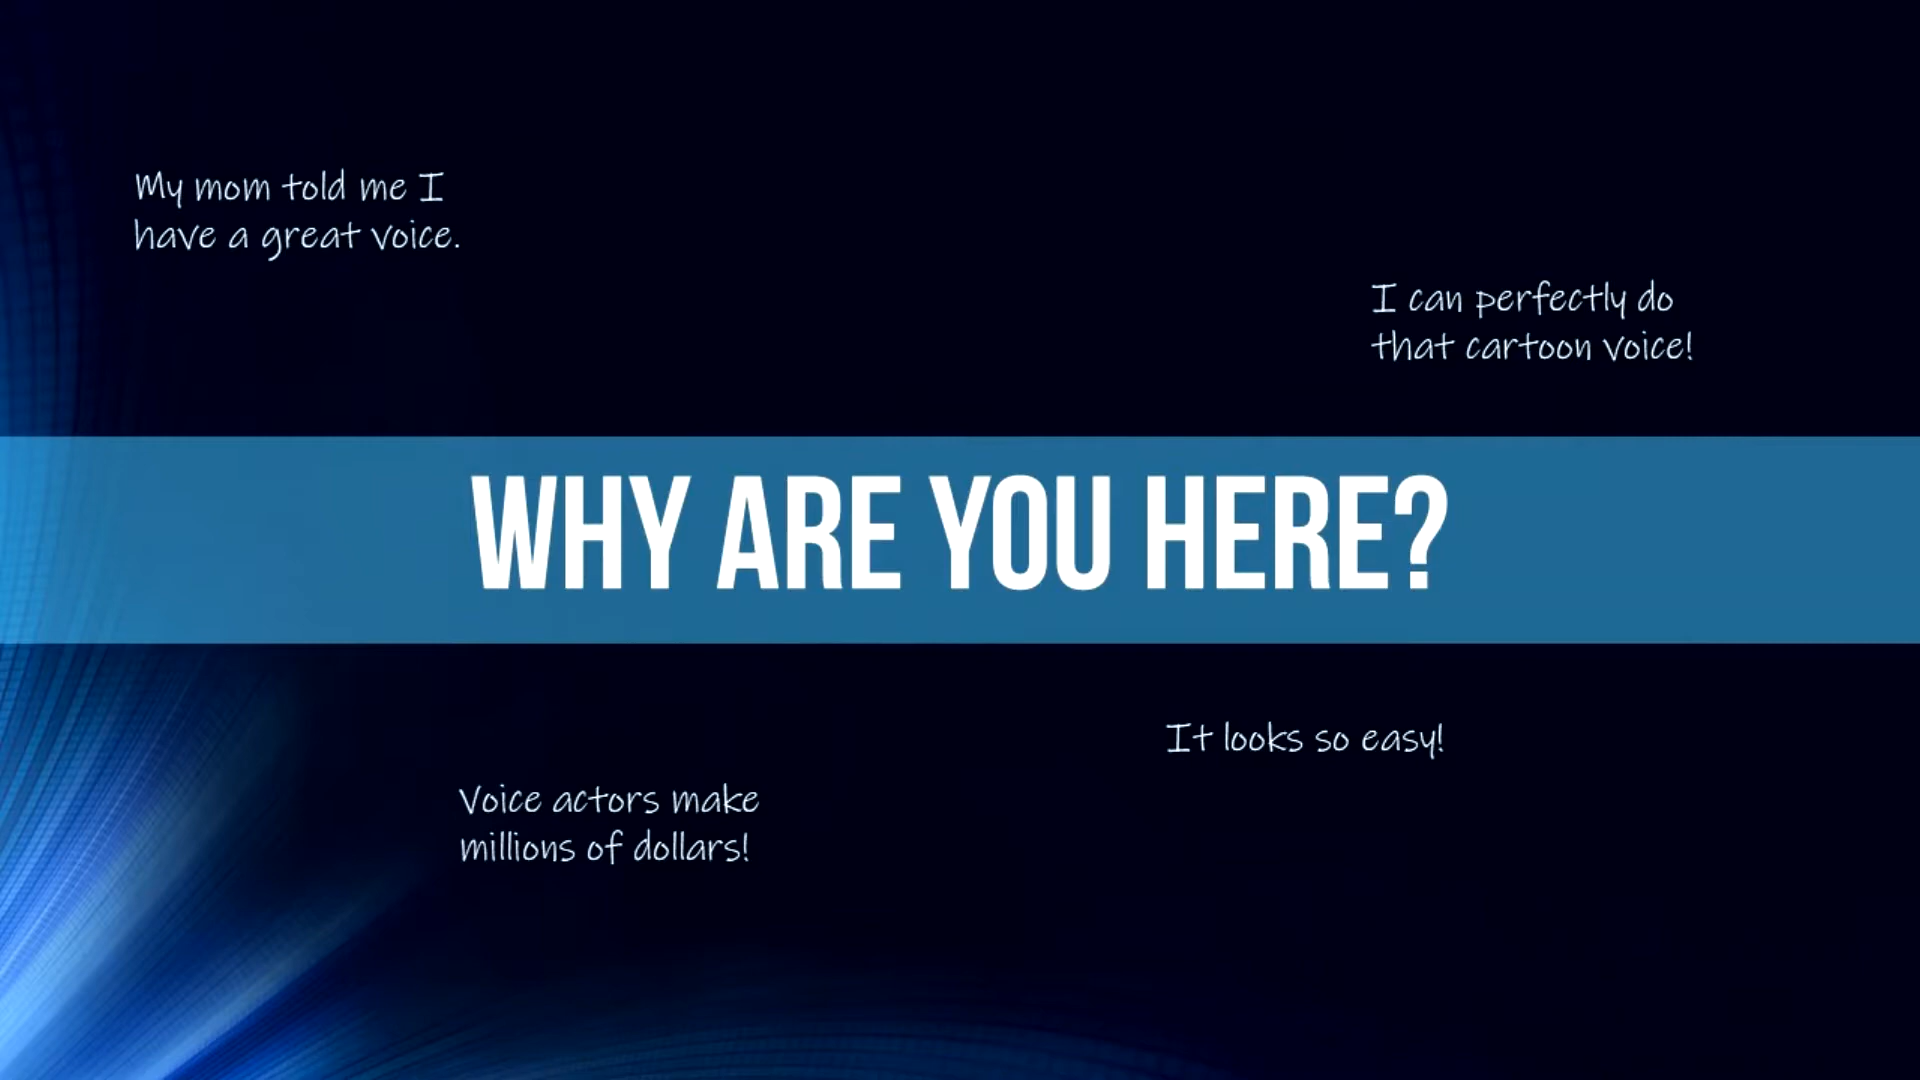 My mom told me I
have a great voice.
I can perfectly do
that cartoon voice!
WHY ARE YOU HERE?
It looks so easy!
Voice actors make
millions of dollars!